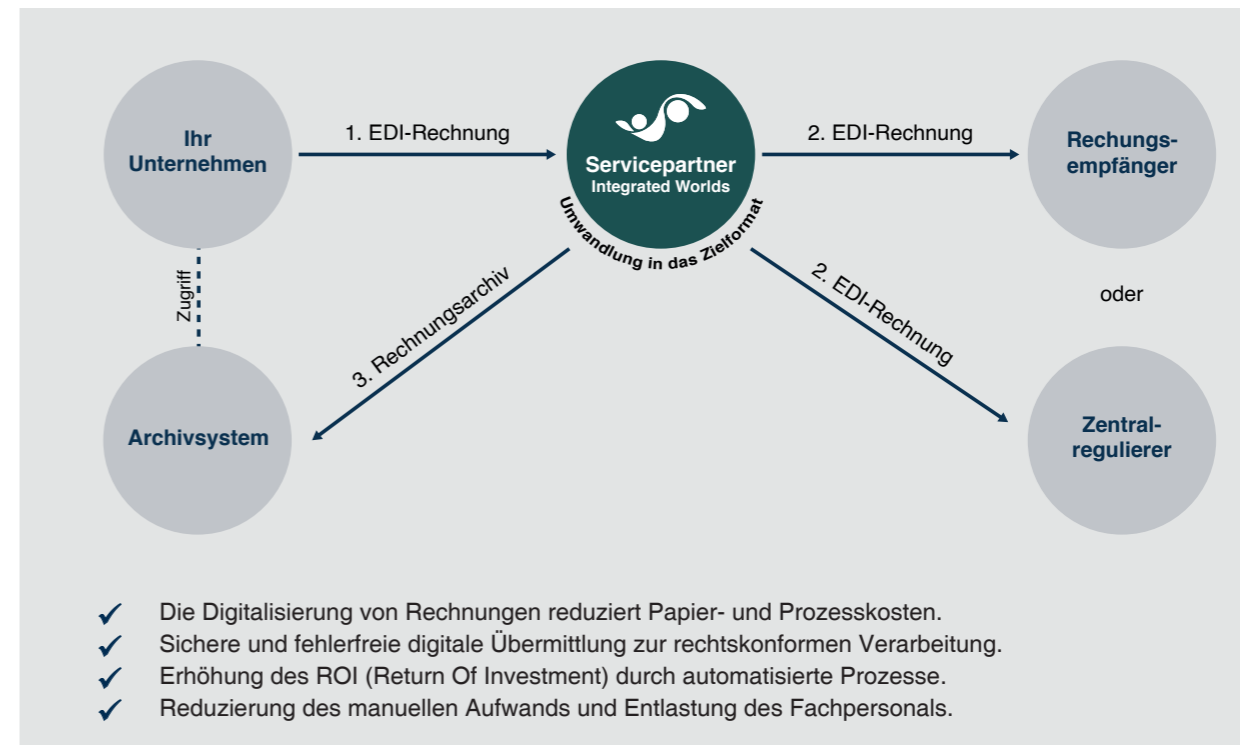 Ihr
Unternehmen
1. EDI-Rechnung
Servicepartner
Integrated Worlds
Umwandlung in das Zielformat
2. EDI-Rechnung
Rechungs-
empfänger
Zugriff
3. Rechnungsarchiv
2. EDI-Rechnung
oder
Archivsystem
Zentral-
regulierer
Die Digitalisierung von Rechnungen reduziert Papier- und Prozesskosten.
Sichere und fehlerfreie digitale Übermittlung zur rechtskonformen Verarbeitung.
Erhöhung des ROI (Return Of Investment) durch automatisierte Prozesse.
Reduzierung des manuellen Aufwands und Entlastung des Fachpersonals.